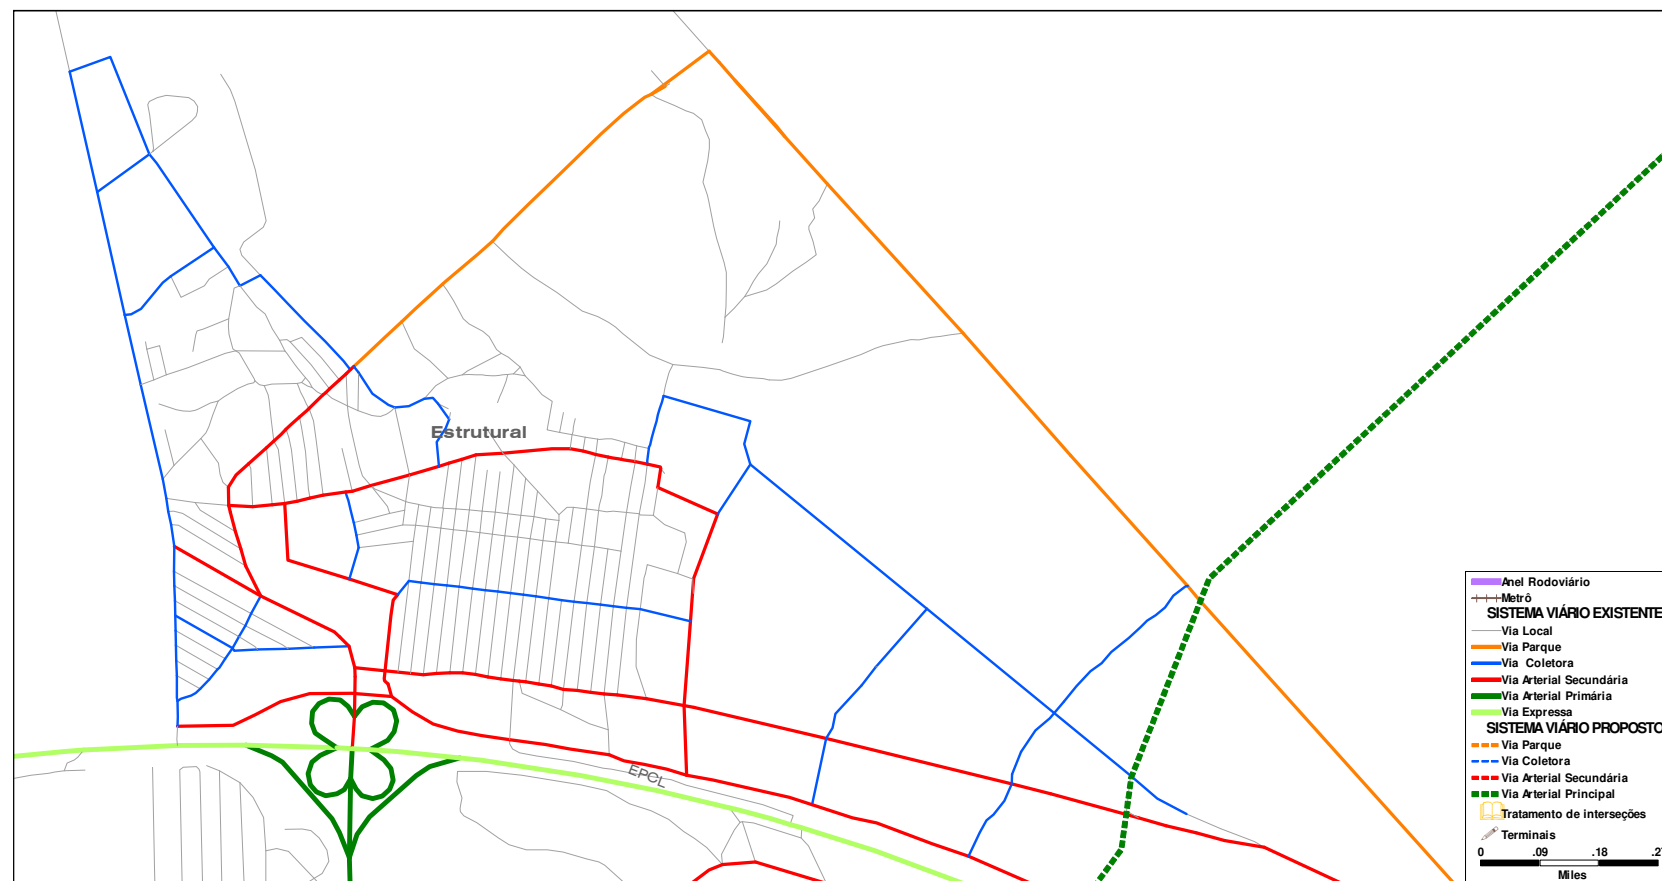 Estrutural
EPCL
Anel Rodoviário
Metrô
SISTEMA VIÁRIO EXISTENTE
Via Local
Via Parque
Via Coletora
Via Arterial Secundária
Via Arterial Primária
Via Expressa
SISTEMA VIÁRIO PROPOSTO
Via Parque
Via Coletora
Via Arterial Secundária
Via Arterial Principal
Tratamento de interseções
Terminais
0 .09 .18 .2
Miles